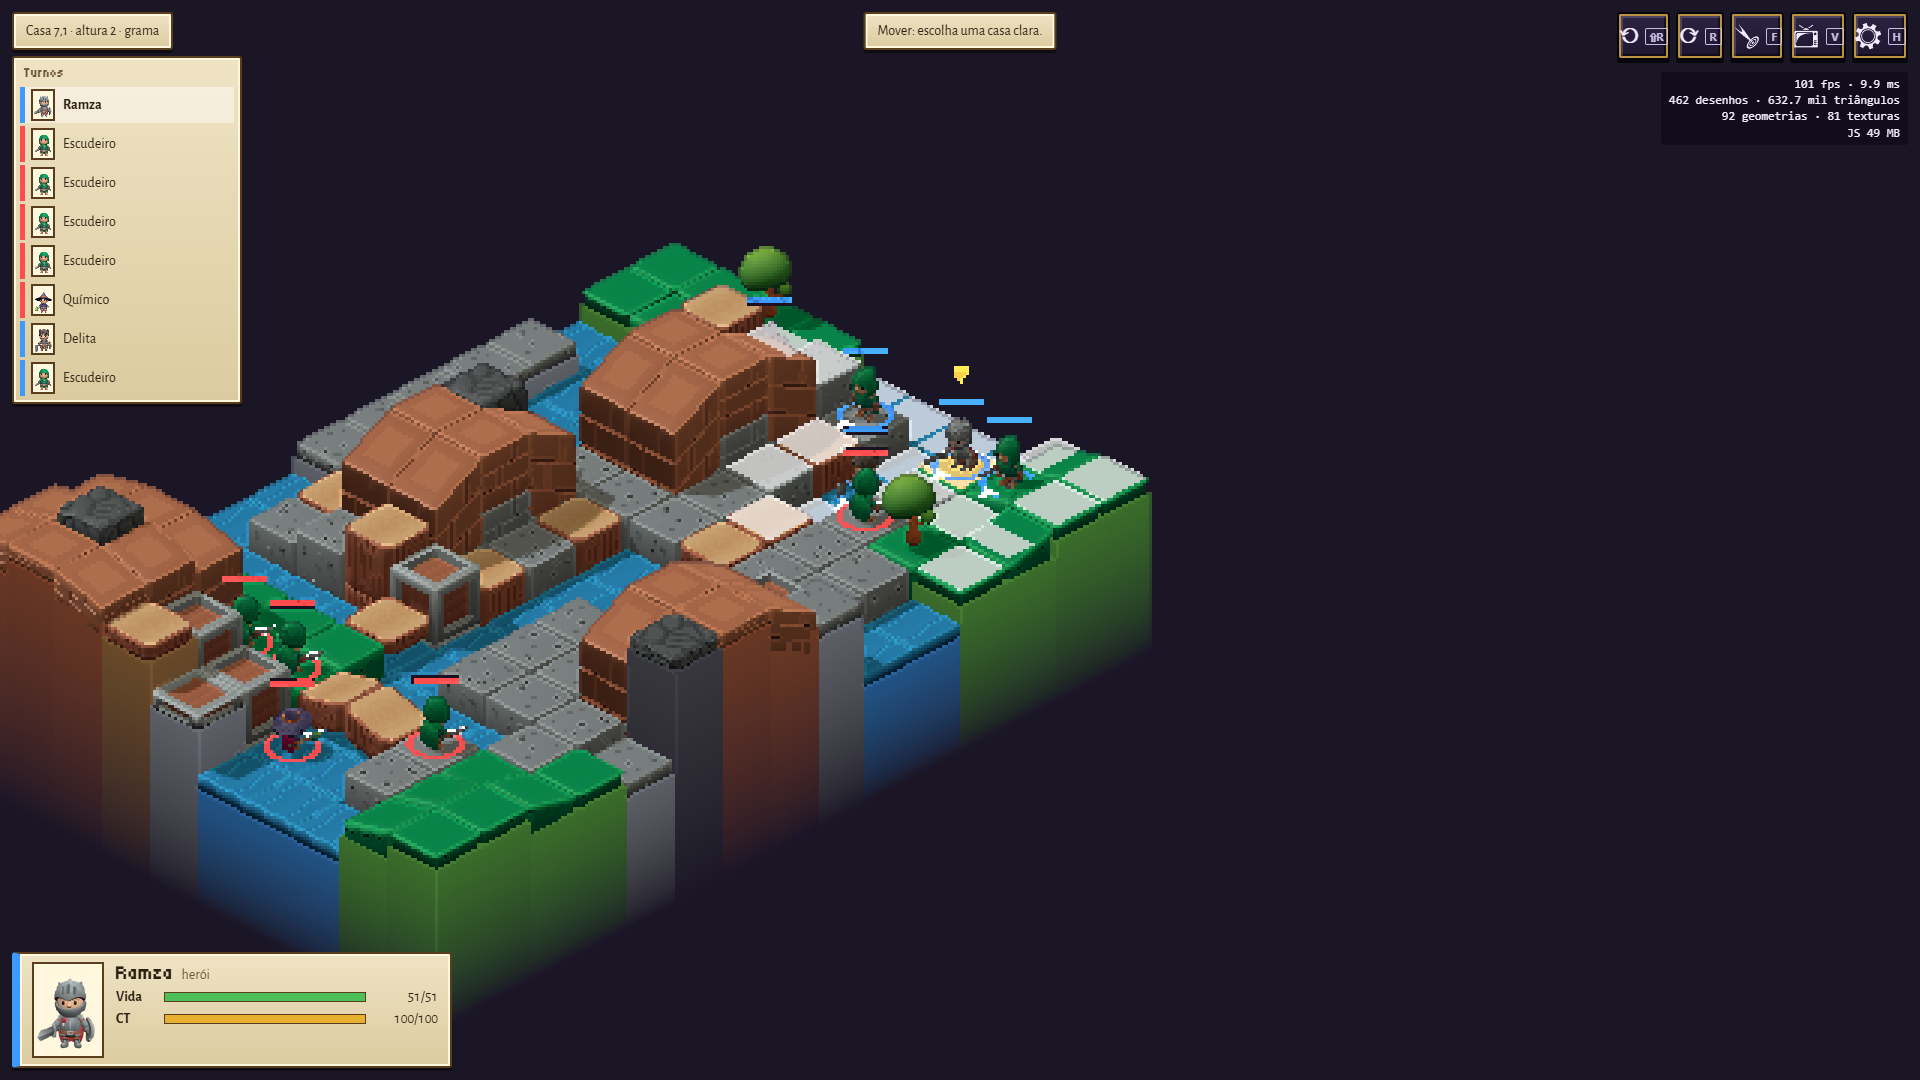 Casa 7,1 · altura 2 · grama
Mover: escolha uma casa clara.
⇧R
R
F
V
H
101 fps · 9.9 ms
462 desenhos · 632.7 mil triângulos
92 geometrias · 81 texturas
JS 49 MB
Turnos
Ramza
Escudeiro
Escudeiro
Escudeiro
Escudeiro
Químico
Delita
Escudeiro
Ramza herói
Vida 51/51
CT 100/100